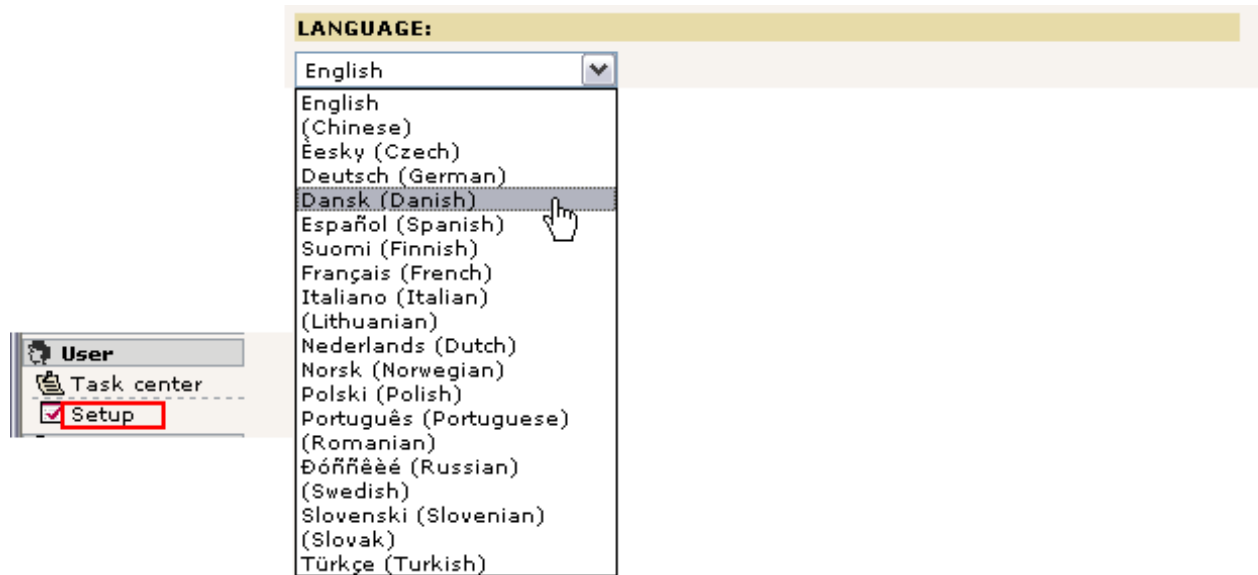 LANGUAGE:
English
English
(Chinese)
Èesky (Czech)
Deutsch (German)
Dansk (Danish)
Español (Spanish)
Suomi (Finnish)
Français (French)
Italiano (Italian)
(Lithuanian)
Nederlands (Dutch)
Norsk (Norwegian)
Polski (Polish)
Português (Portuguese)
(Romanian)
Ðóññêèé (Russian)
(Swedish)
Slovenski (Slovenian)
(Slovak)
Türkçe (Turkish)
User
Task center
Setup